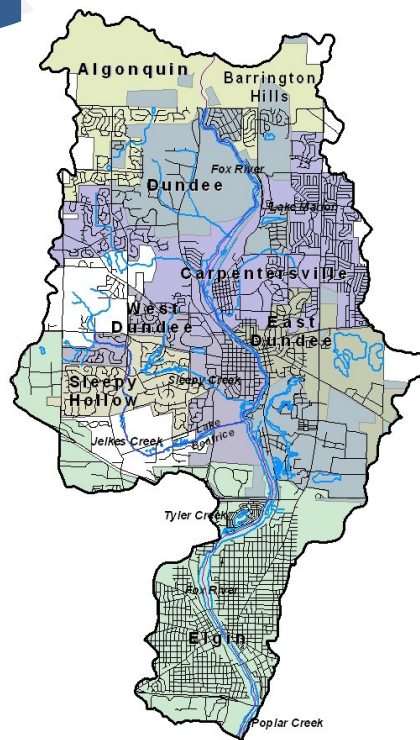 Algonquin
Barrington
Hills
Fox River
Dundee
Lake Marion
Carpentersville
West
Dundee
East
Dundee
Sleepy Creek
Sleepy
Hollow
Lake
Beatrice
Jelkes Creek
Tyler Creek
Fox River
Elgin
Poplar Creek